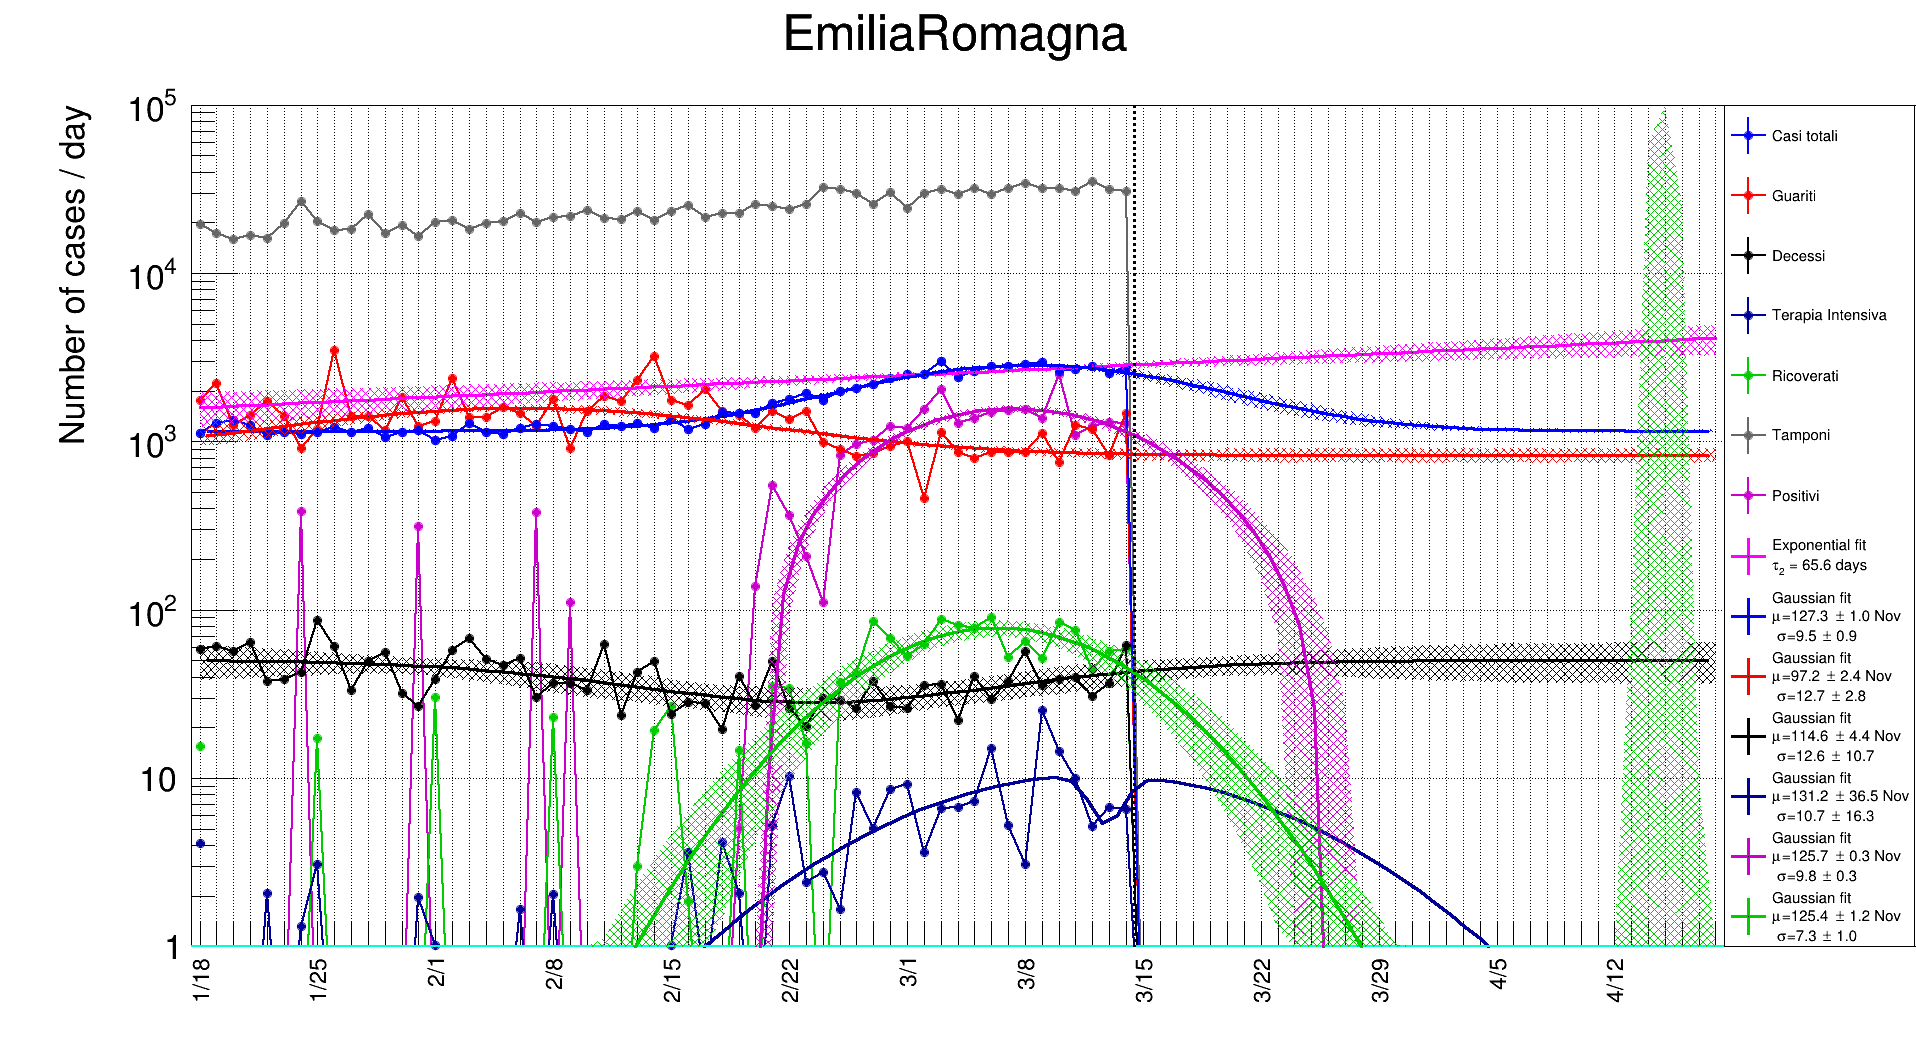 EmiliaRomagna
Number of cases / day
10^5
10^4
10^3
10^2
10
1
1/18
1/25
2/1
2/8
2/15
2/22
3/1
3/8
3/15
3/22
3/29
4/5
4/12
Casi totali
Guariti
Decessi
Terapia Intensiva
Ricoverati
Tamponi
Positivi
Exponential fit
τ₂ = 65.6 days
Gaussian fit
μ=127.3 ± 1.0 Nov
σ=9.5 ± 0.9
Gaussian fit
μ=97.2 ± 2.4 Nov
σ=12.7 ± 2.8
Gaussian fit
μ=114.6 ± 4.4 Nov
σ=12.6 ± 10.7
Gaussian fit
μ=131.2 ± 36.5 Nov
σ=10.7 ± 16.3
Gaussian fit
μ=125.7 ± 0.3 Nov
σ=9.8 ± 0.3
Gaussian fit
μ=125.4 ± 1.2 Nov
σ=7.3 ± 1.0